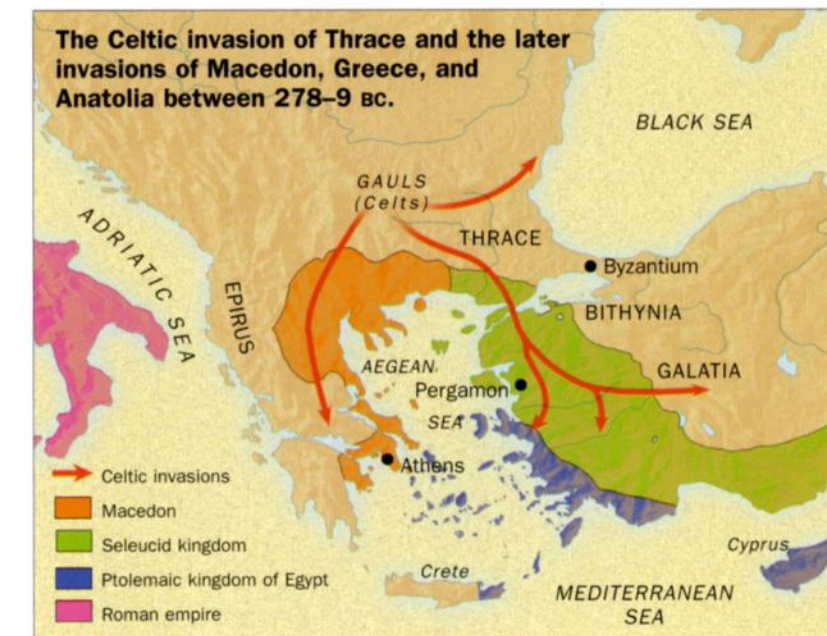 The Celtic invasion of Thrace and the later
invasions of Macedon, Greece, and
Anatolia between 278–9 BC.
BLACK SEA
GAULS
(Celts)
ADRIATIC SEA
THRACE
Byzantium
EPIRUS
BITHYNIA
AEGEAN
SEA
GALATIA
Pergamon
Athens
Celtic invasions
Macedon
Seleucid kingdom
Ptolemaic kingdom of Egypt
Roman empire
Crete
Cyprus
MEDITERRANEAN
SEA